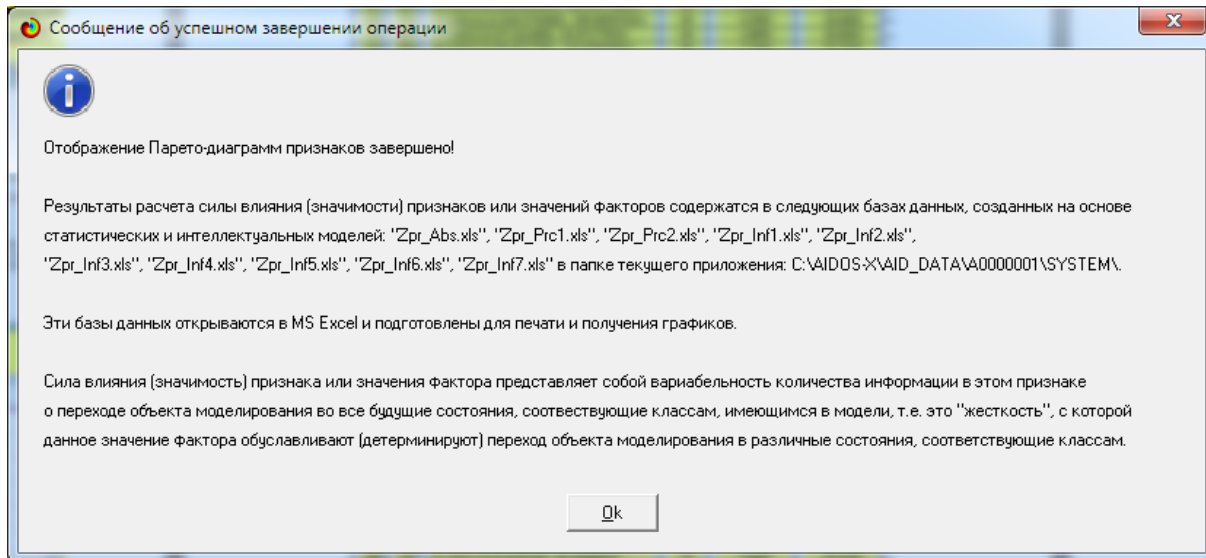 Сообщение об успешном завершении операции
X
Отображение Парето-диаграмм признаков завершено!
Результаты расчета силы влияния (значимости) признаков или значений факторов содержатся в следующих базах данных, созданных на основе
статистических и интеллектуальных моделей: "Zpr_Abs.xls", "Zpr_Prc1.xls", "Zpr_Prc2.xls", "Zpr_Inf1.xls", "Zpr_Inf2.xls",
"Zpr_Inf3.xls", "Zpr_Inf4.xls", "Zpr_Inf5.xls", "Zpr_Inf6.xls", "Zpr_Inf7.xls" в папке текущего приложения: C:\AIDOS-X\AID_DATA\A0000001\SYSTEM\.
Эти базы данных открываются в MS Excel и подготовлены для печати и получения графиков.
Сила влияния (значимость) признака или значения фактора представляет собой вариабельность количества информации в этом признаке
о переходе объекта моделирования во все будущие состояния, соотвествующие классам, имеющимся в модели, т.е. это "жесткость", с которой
данное значение фактора обуславливают (детерминируют) переход объекта моделирования в различные состояния, соответствующие классам.
Ok